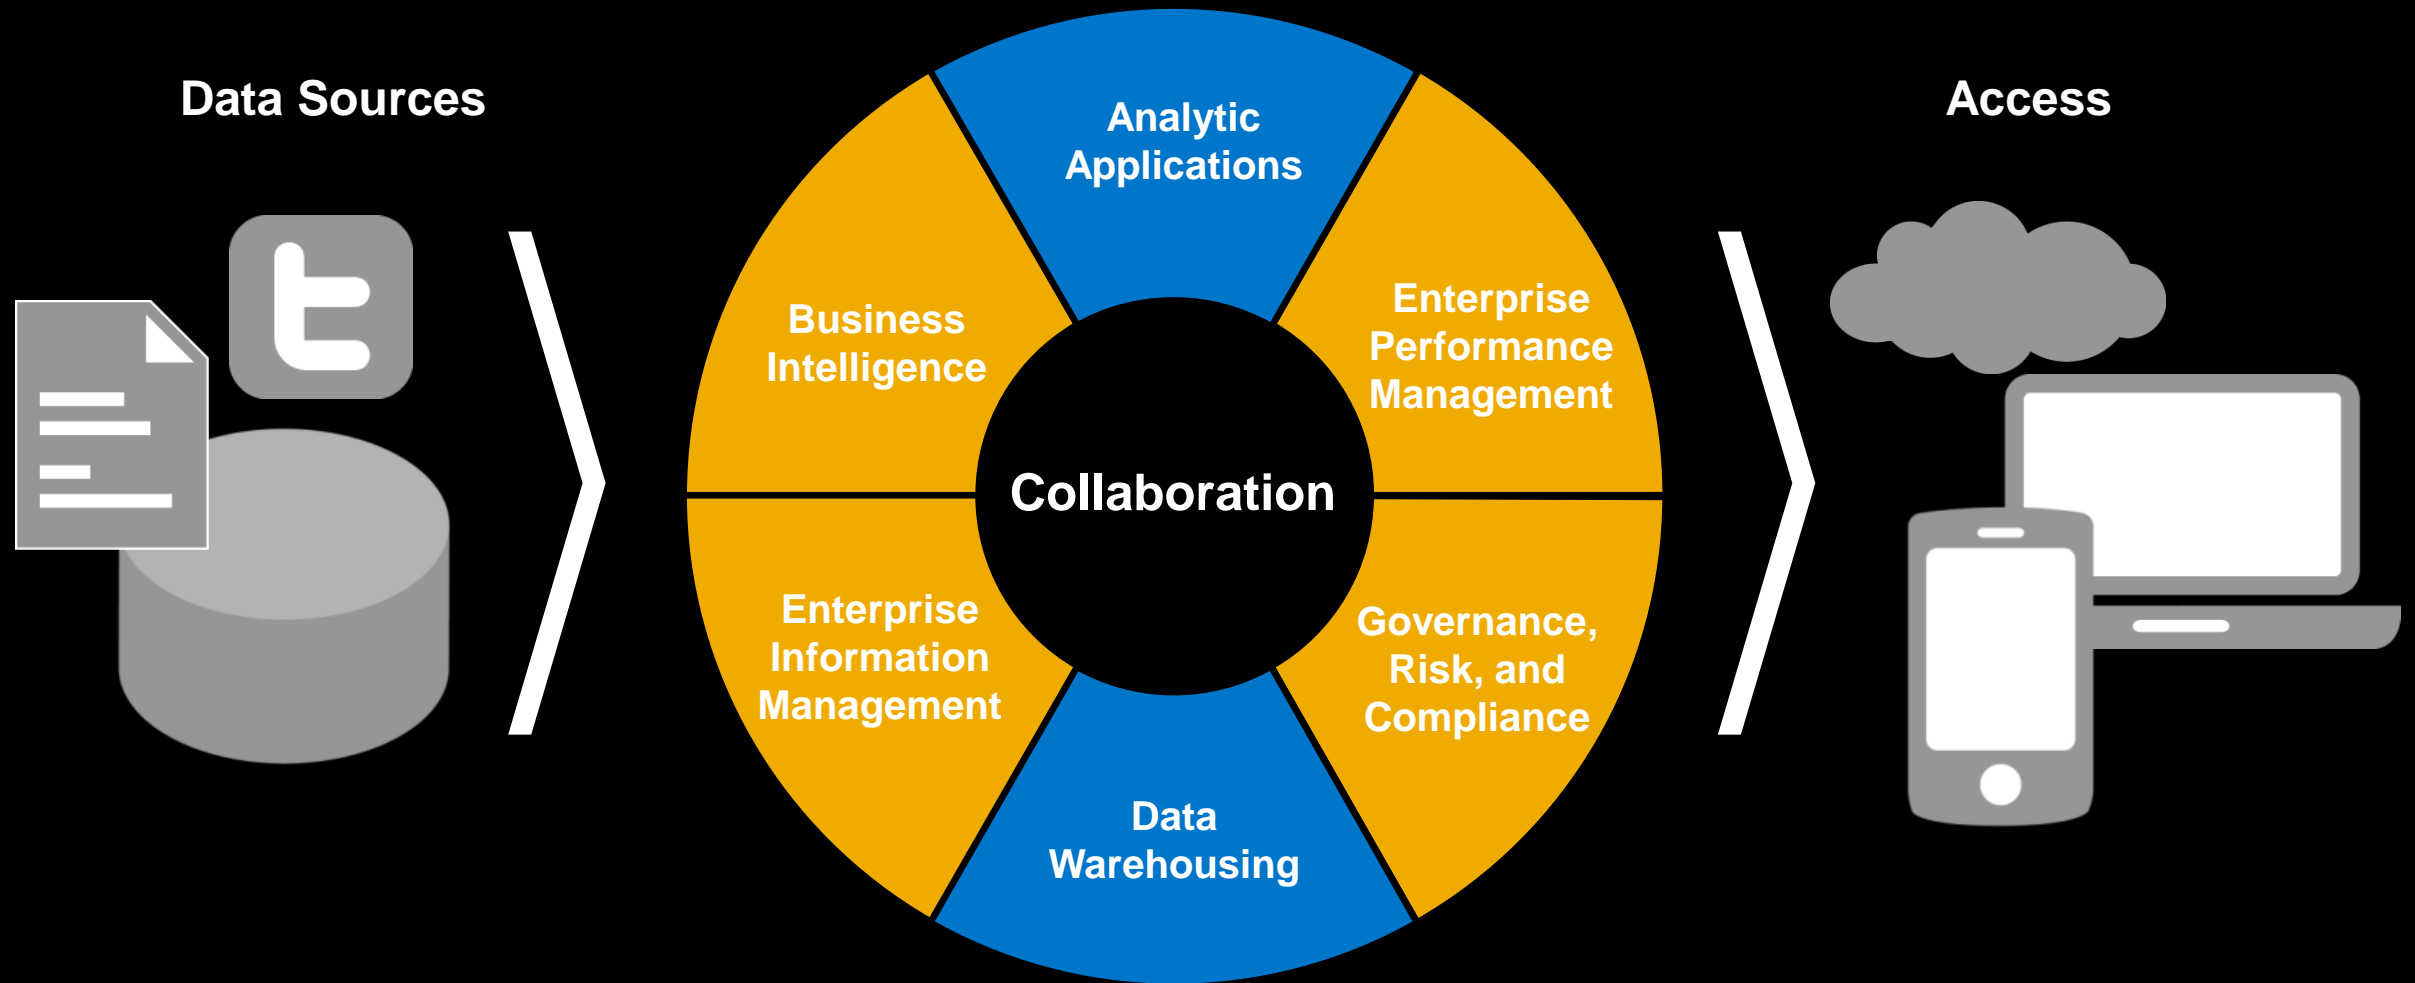 Data Sources
Analytic
Applications
Business
Intelligence
Enterprise
Performance
Management
Collaboration
Enterprise
Information
Management
Governance,
Risk, and
Compliance
Data
Warehousing
Access